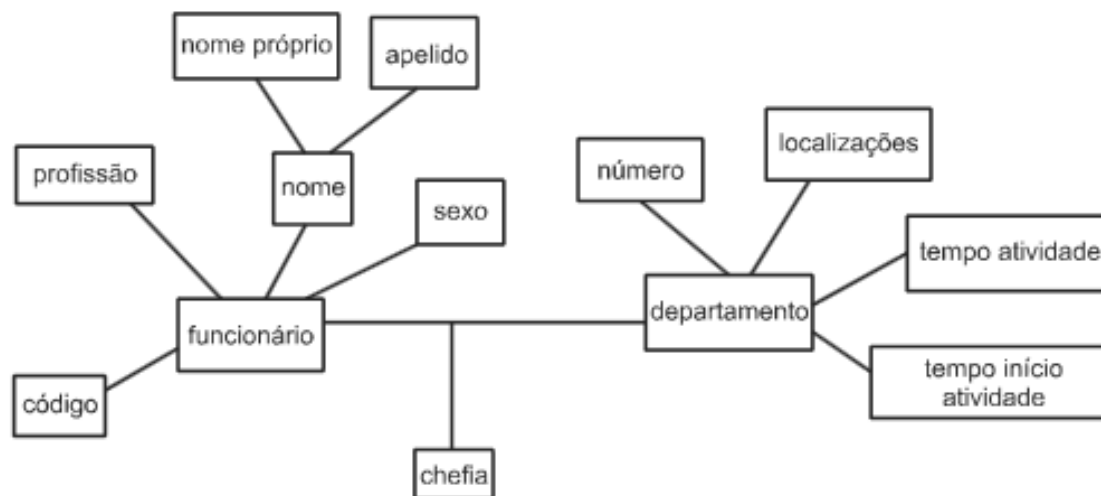 nome próprio
apelido
profissão
nome
sexo
número
localizações
tempo atividade
departamento
funcionário
tempo início
atividade
código
chefia